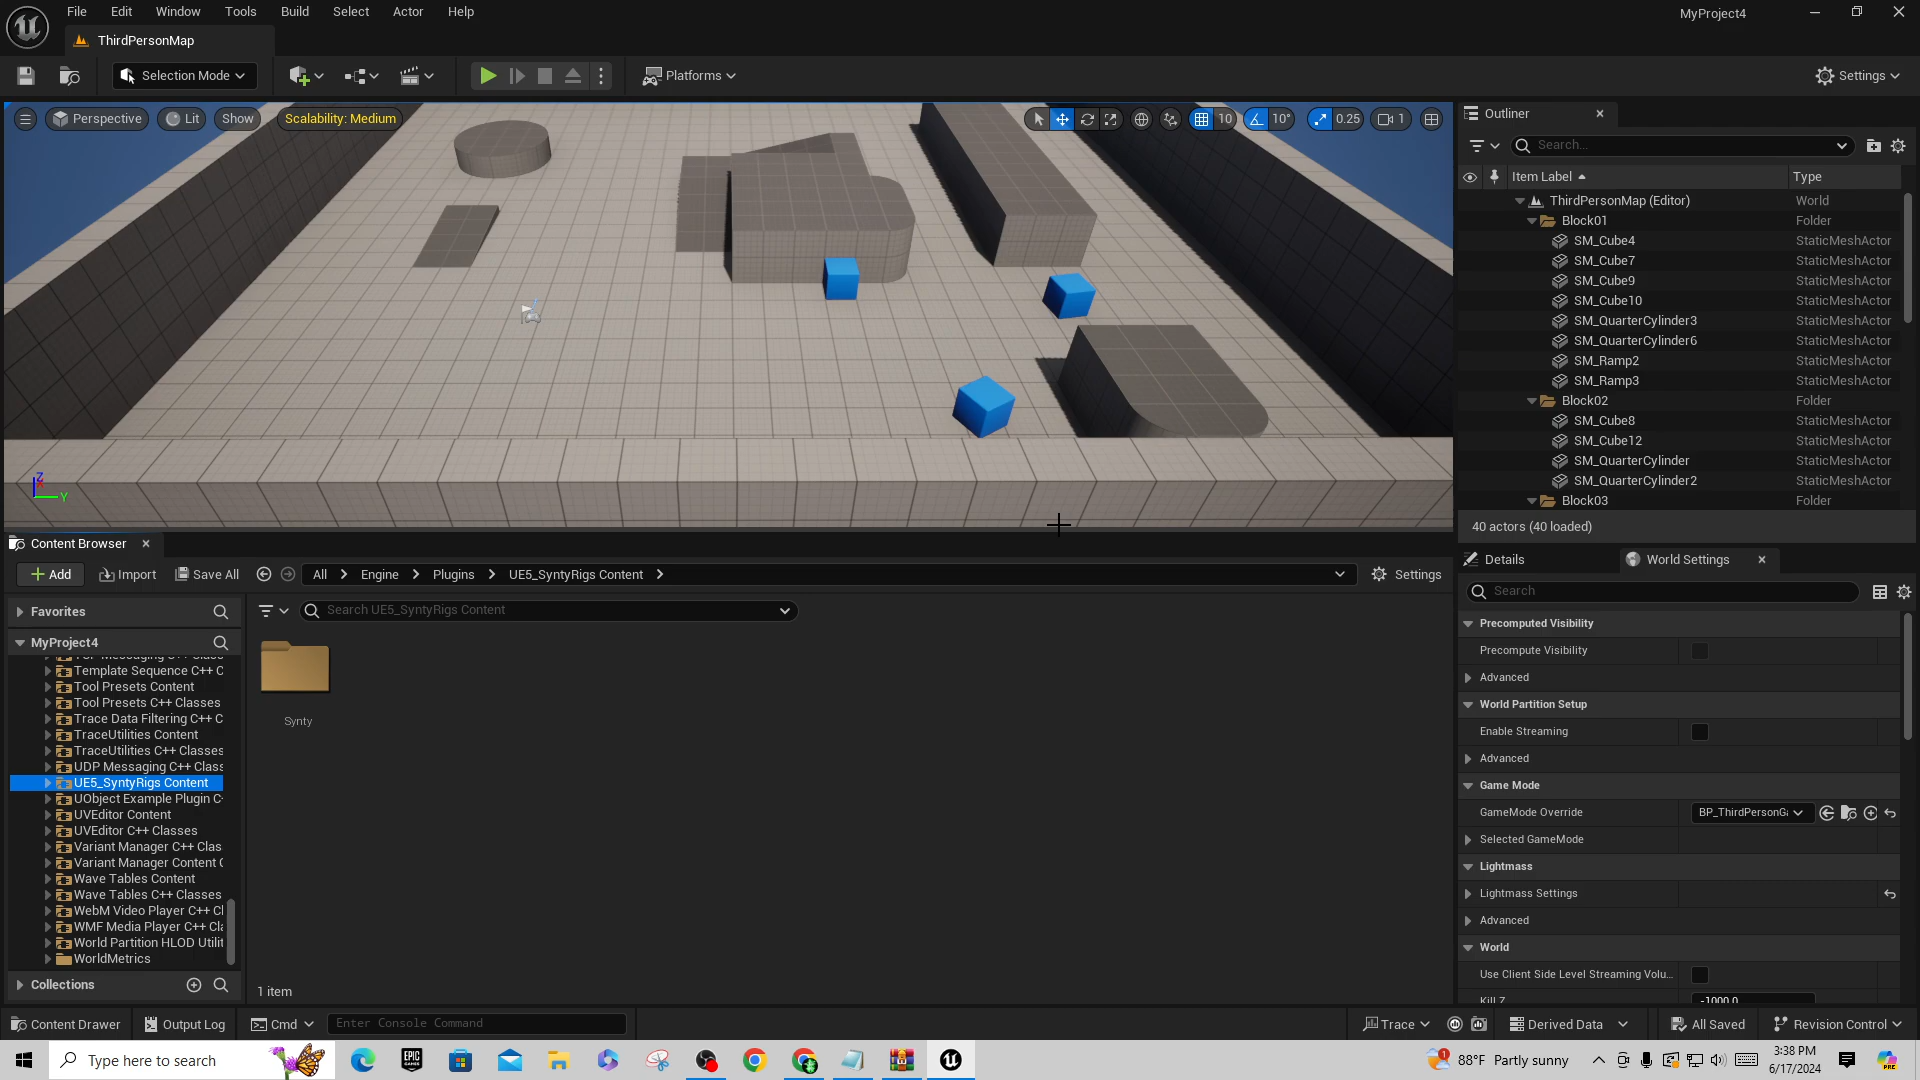 File Edit Window Tools Build Select Actor Help
MyProject4
ThirdPersonMap
Selection Mode
Platforms
Settings
Perspective
Lit
Show
Scalability: Medium
10
10°
0.25
1
Z
Y
Outliner
Search...
Item Label
Type
ThirdPersonMap (Editor) World
Block01 Folder
SM_Cube4 StaticMeshActor
SM_Cube7 StaticMeshActor
SM_Cube9 StaticMeshActor
SM_Cube10 StaticMeshActor
SM_QuarterCylinder3 StaticMeshActor
SM_QuarterCylinder6 StaticMeshActor
SM_Ramp2 StaticMeshActor
SM_Ramp3 StaticMeshActor
Block02 Folder
SM_Cube8 StaticMeshActor
SM_Cube12 StaticMeshActor
SM_QuarterCylinder StaticMeshActor
SM_QuarterCylinder2 StaticMeshActor
Block03 Folder
40 actors (40 loaded)
Content Browser
Add
Import
Save All
All Engine Plugins UE5_SyntyRigs Content
Settings
Favorites
MyProject4
Template Sequence C++ C
Tool Presets Content
Tool Presets C++ Classes
Trace Data Filtering C++ C
TraceUtilities Content
TraceUtilities C++ Classes
UDP Messaging C++ Class
UE5_SyntyRigs Content
UObject Example Plugin C
UVEditor Content
UVEditor C++ Classes
Variant Manager C++ Clas
Variant Manager Content C
Wave Tables Content
Wave Tables C++ Classes
WebM Video Player C++ Cl
WMF Media Player C++ Cla
World Partition HLOD Utilit
WorldMetrics
Collections
Search UE5_SyntyRigs Content
Synty
1 item
Details
World Settings
Search
Precomputed Visibility
Precompute Visibility
Advanced
World Partition Setup
Enable Streaming
Advanced
Game Mode
GameMode Override BP_ThirdPersonGa
Selected GameMode
Lightmass
Lightmass Settings
Advanced
World
Use Client Side Level Streaming Volu...
Kill Z -1000.0
Content Drawer
Output Log
Cmd
Enter Console Command
Trace
Derived Data
All Saved
Revision Control
Type here to search
EPIC
GAMES
1
88°F Partly sunny
3:38 PM
6/17/2024
PRE